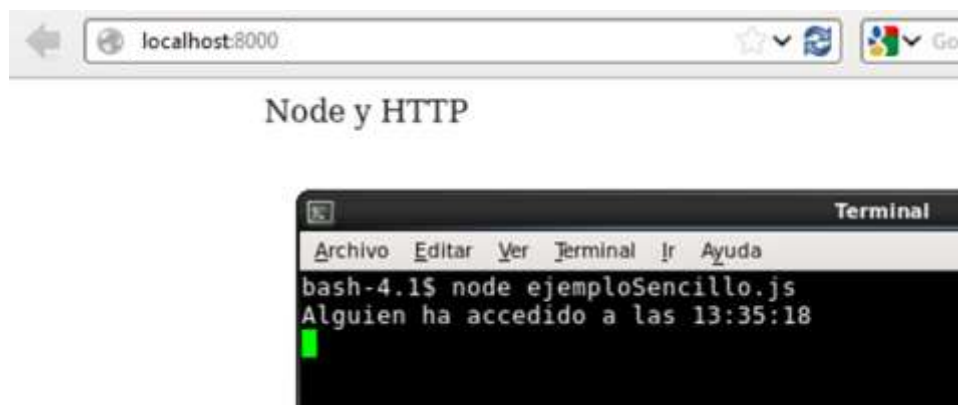 localhost:8000
Go
Node y HTTP
Terminal
Archivo Editar Ver Terminal Ir Ayuda
bash-4.1$ node ejemploSencillo.js
Alguien ha accedido a las 13:35:18